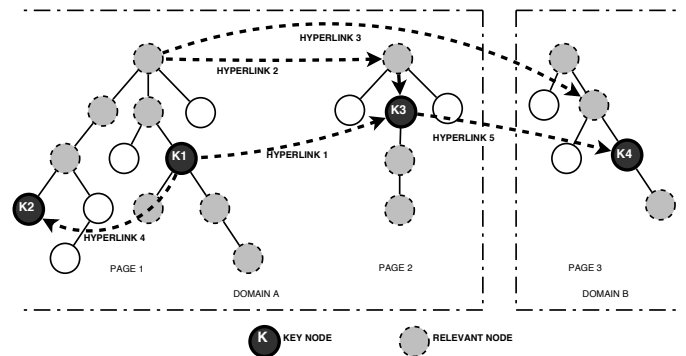 HYPERLINK 3
HYPERLINK 2
K3
HYPERLINK 5
K1
HYPERLINK 1
K4
K2
HYPERLINK 4
PAGE 1
PAGE 2
PAGE 3
DOMAIN A
DOMAIN B
K
KEY NODE
RELEVANT NODE